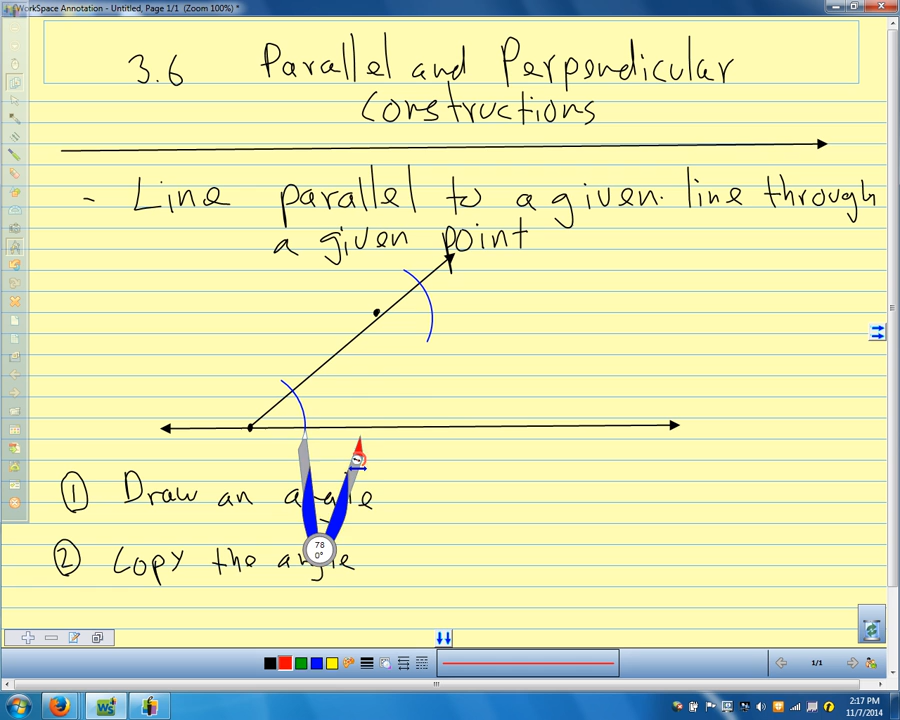 WorkSpace Annotation - Untitled, Page 1/1 (Zoom 100%) *
3.6 Parallel and Perpendicular
Constructions
- Line parallel to a given line through
a given point
① Draw an angle
78
0°
② Copy the angle
1/1
2:17 PM
11/7/2014